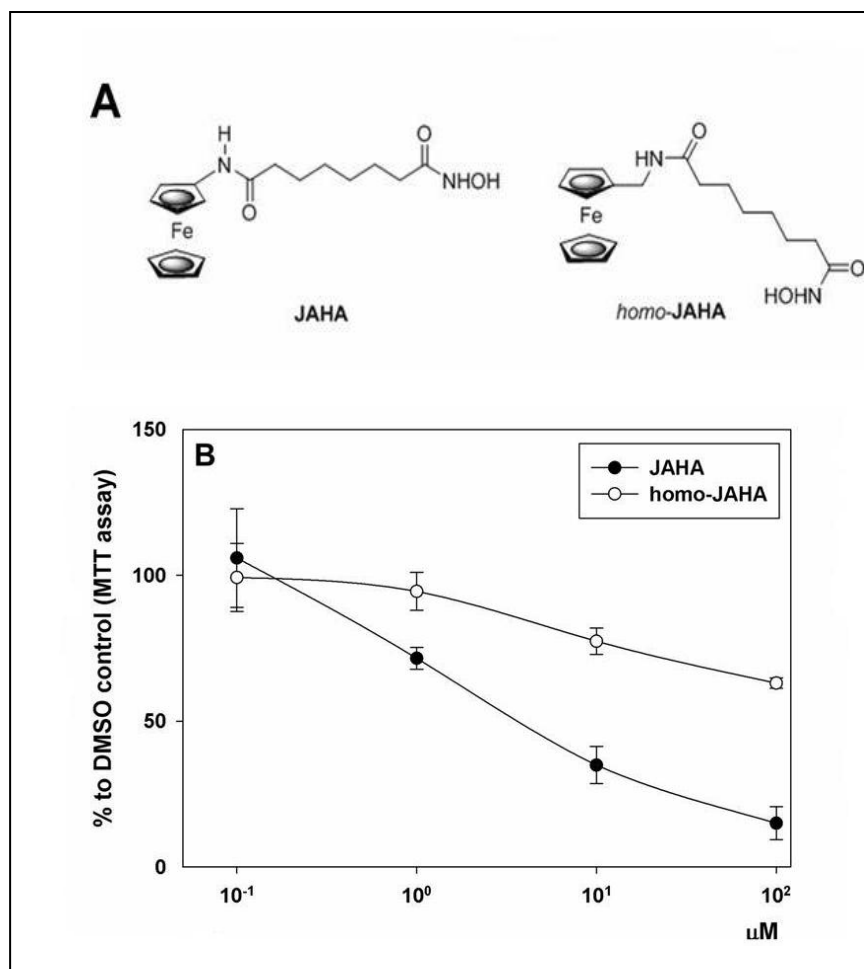 A
H
N
O
O
NHOH
Fe
JAHA
HN
O
Fe
O
HOHN
homo-JAHA
B
JAHA
homo-JAHA
% to DMSO control (MTT assay)
150
100
50
0
10⁻¹
10⁰
10¹
10²
uM